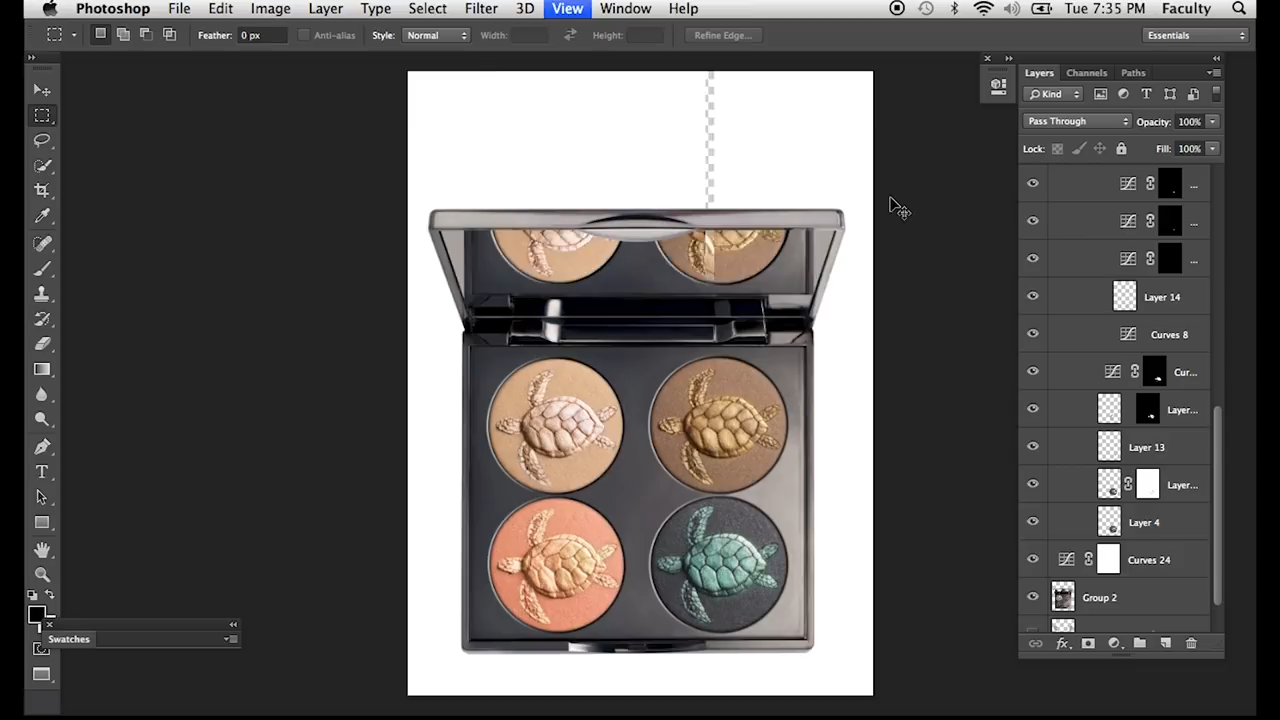 Photoshop File Edit Image Layer Type Select Filter 3D View Window Help Tue 7:35 PM Faculty
Feather: 0 px Anti-alias Style: Normal Width: Height: Refine Edge... Essentials
Layers Channels Paths
Kind
Pass Through Opacity: 100%
Lock: Fill: 100%
...
...
...
Layer 14
Curves 8
Cur...
Layer...
Layer 13
Layer...
Layer 4
Curves 24
Group 2
Swatches